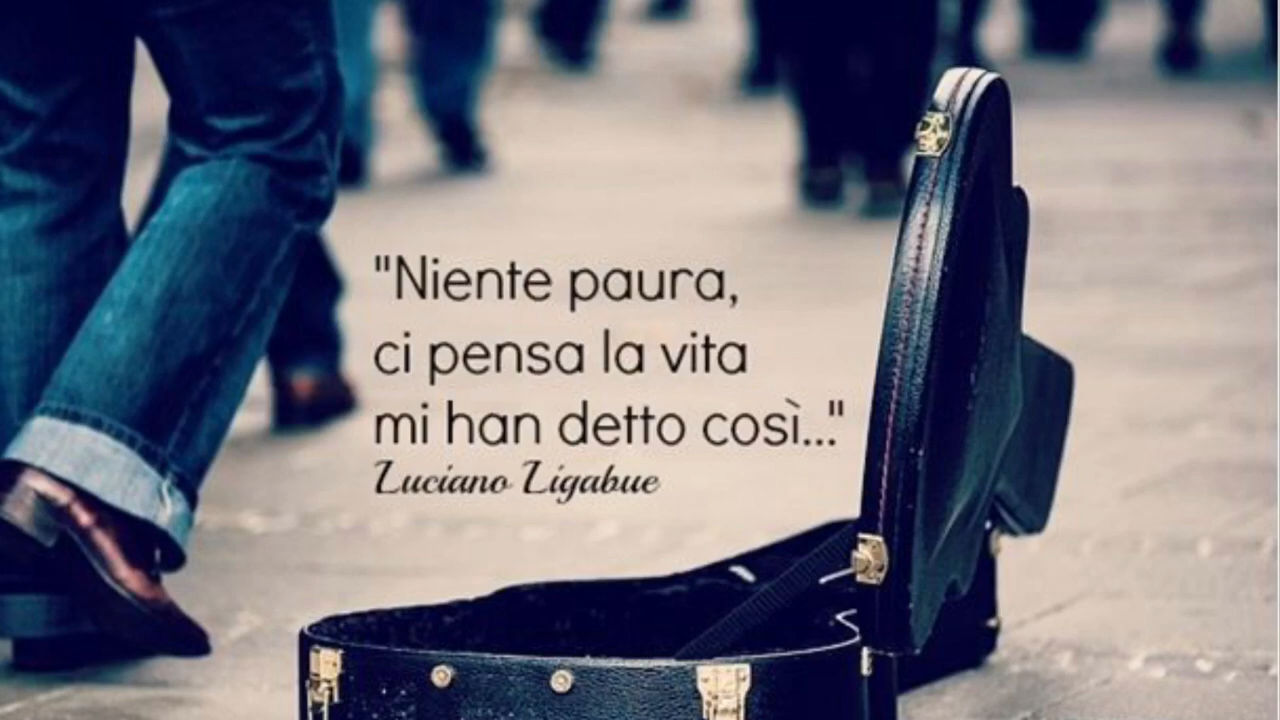 "Niente paura,
ci pensa la vita
mi han detto così..."
Luciano Ligabue